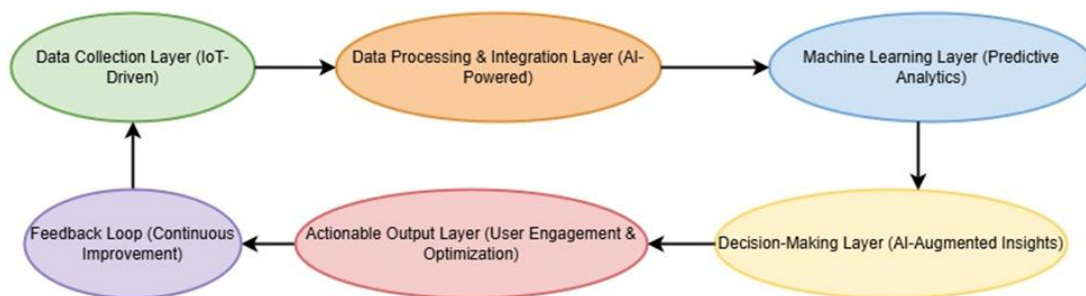 Data Collection Layer (IoT-
Driven)
Data Processing & Integration Layer (AI-
Powered)
Machine Learning Layer (Predictive
Analytics)
Feedback Loop (Continuous
Improvement)
Actionable Output Layer (User Engagement &
Optimization)
Decision-Making Layer (AI-Augmented Insights)